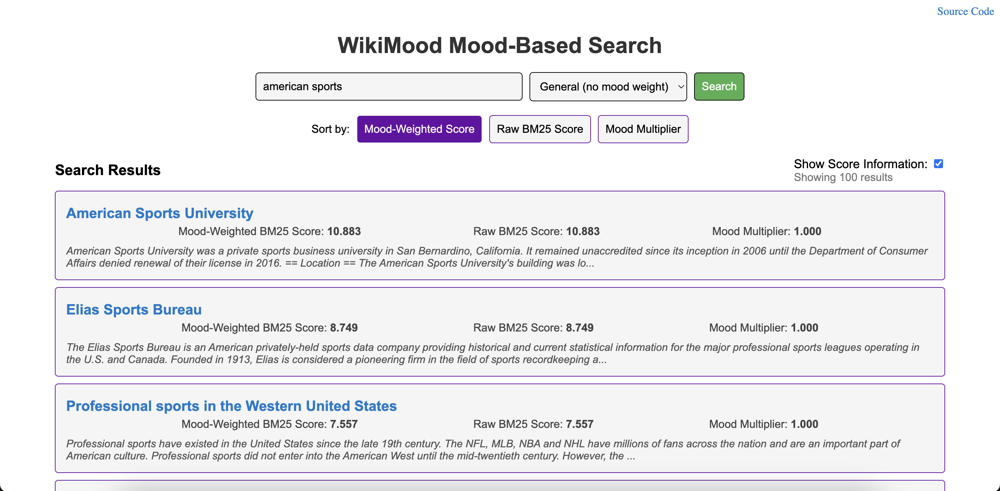 Source Code
WikiMood Mood-Based Search
american sports General (no mood weight) Search
Sort by: Mood-Weighted Score Raw BM25 Score Mood Multiplier
Search Results
Show Score Information:
Showing 100 results
American Sports University
Mood-Weighted BM25 Score: 10.883 Raw BM25 Score: 10.883 Mood Multiplier: 1.000
American Sports University was a private sports business university in San Bernardino, California. It remained unaccredited since its inception in 2006 until the Department of Consumer
Affairs denied renewal of their license in 2016. == Location == The American Sports University's building was lo...
Elias Sports Bureau
Mood-Weighted BM25 Score: 8.749 Raw BM25 Score: 8.749 Mood Multiplier: 1.000
The Elias Sports Bureau is an American privately-held sports data company providing historical and current statistical information for the major professional sports leagues operating in
the U.S. and Canada. Founded in 1913, Elias is considered a pioneering firm in the field of sports recordkeeping a...
Professional sports in the Western United States
Mood-Weighted BM25 Score: 7.557 Raw BM25 Score: 7.557 Mood Multiplier: 1.000
Professional sports have existed in the United States since the late 19th century. The NFL, MLB, NBA and NHL have millions of fans across the nation and are an important part of
American culture. Professional sports did not enter into the American West until the mid-twentieth century. However, the ...